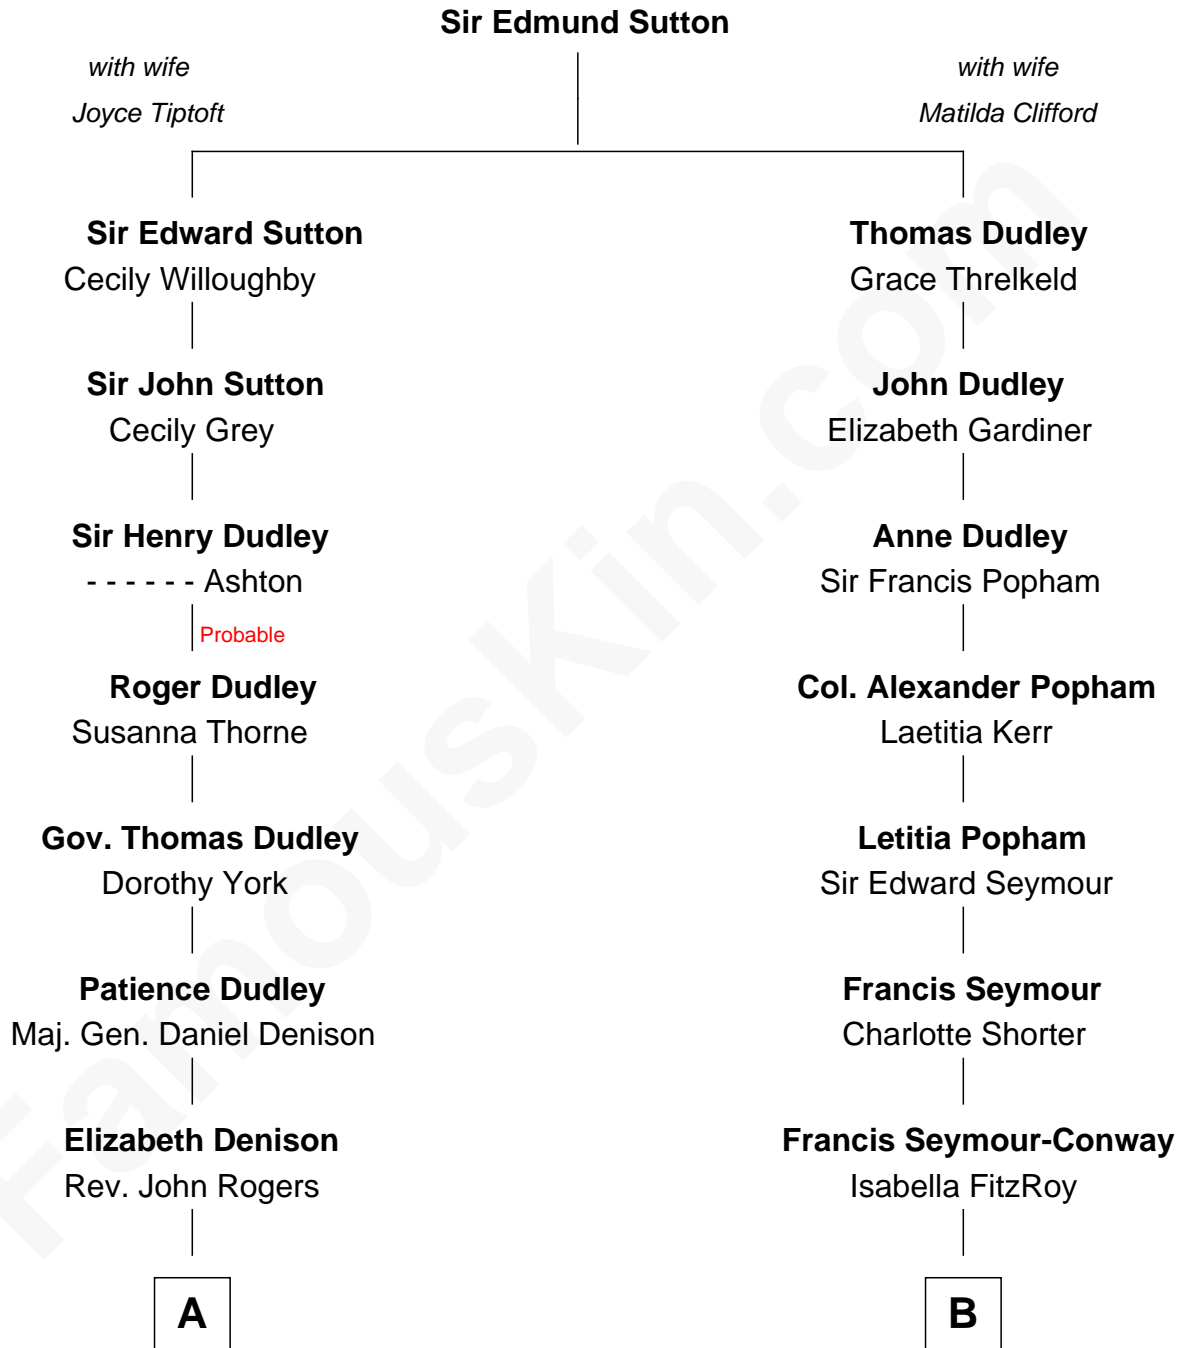 Sir Edmund Sutton
with wife
Joyce Tiptoft
with wife
Matilda Clifford
Sir Edward Sutton
Cecily Willoughby
Thomas Dudley
Grace Threlkeld
Sir John Sutton
Cecily Grey
John Dudley
Elizabeth Gardiner
Sir Henry Dudley
- - - - - - Ashton
Anne Dudley
Sir Francis Popham
Probable
Roger Dudley
Susanna Thorne
Col. Alexander Popham
Laetitia Kerr
Gov. Thomas Dudley
Dorothy York
Letitia Popham
Sir Edward Seymour
Patience Dudley
Maj. Gen. Daniel Denison
Francis Seymour
Charlotte Shorter
Elizabeth Denison
Rev. John Rogers
Francis Seymour-Conway
Isabella FitzRoy
A
B
FamousKin.com